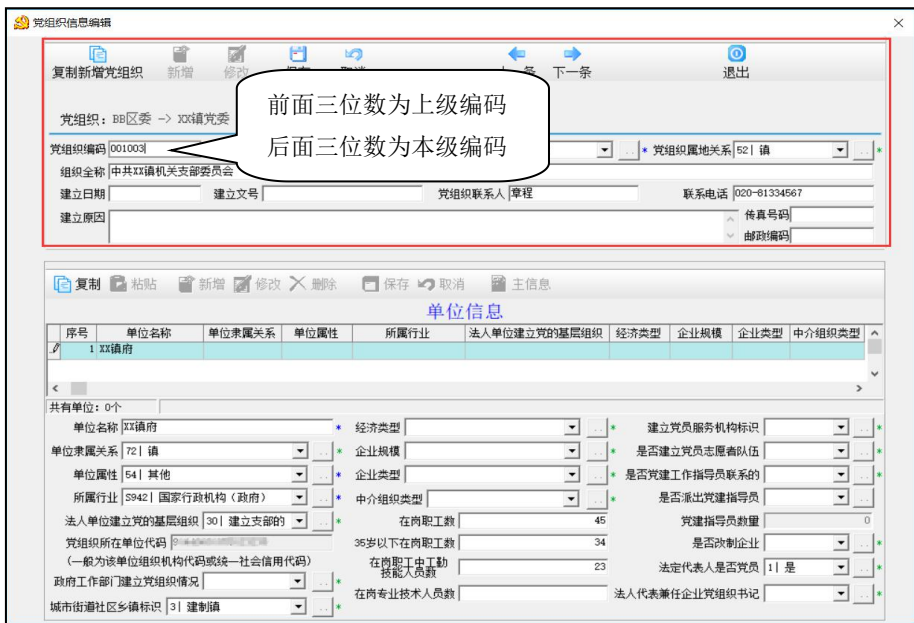 党组织信息编辑
复制新增党组织 新增 修改 保存 取消 上一条 下一条 退出
前面三位数为上级编码
后面三位数为本级编码
党组织：BB区委 -> XX镇党委
党组织编码 001003 * 党组织属地关系 52| 镇 *
组织全称 中共XX镇机关支部委员会
建立日期 建立文号 党组织联系人 章程 联系电话 020-81334567
建立原因 传真号码
邮政编码
复制 粘贴 新增 修改 删除 保存 取消 主信息
单位信息
序号 单位名称 单位隶属关系 单位属性 所属行业 法人单位建立党的基层组织 经济类型 企业规模 企业类型 中介组织类型
1 XX镇府
共有单位：0个
单位名称 XX镇府 * 经济类型 * 建立党员服务机构标识 *
单位隶属关系 72| 镇 * 企业规模 * 是否建立党员志愿者队伍 *
单位属性 54| 其他 * 企业类型 * 是否党建工作指导员联系的 *
所属行业 S942| 国家行政机构（政府） * 中介组织类型 * 是否派出党建指导员
法人单位建立党的基层组织 30| 建立支部的 * 在岗职工数 45 党建指导员数量 0
党组织所在单位代码 9 35岁以下在岗职工数 34 是否改制企业 *
（一般为该单位组织机构代码或统一社会信用代码） 在岗职工中工勤技能人员数 23 法定代表人是否党员 1| 是 *
政府工作部门建立党组织情况 * 在岗专业技术人员数 法人代表兼任企业党组织书记 *
城市街道社区乡镇标识 3| 建制镇 *